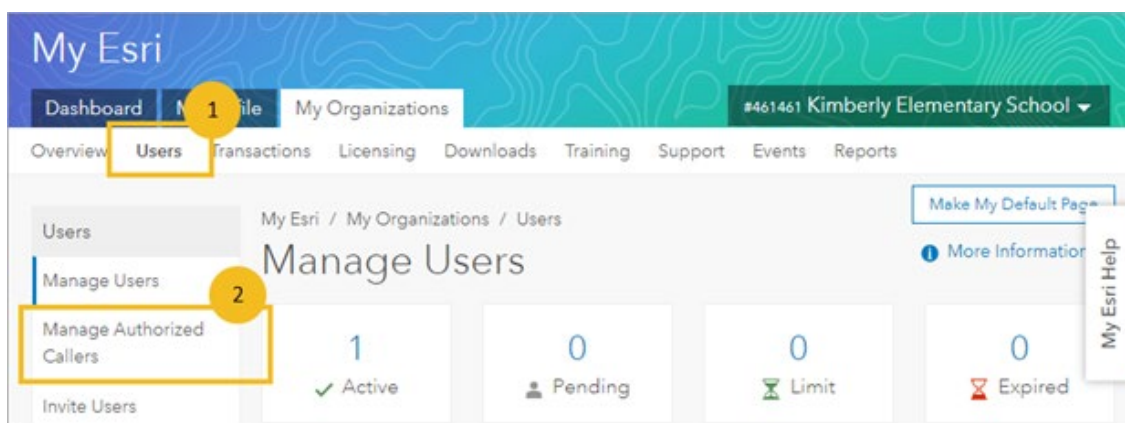 My Esri
Dashboard M 1 ile My Organizations #461461 Kimberly Elementary School
Overview Users Transactions Licensing Downloads Training Support Events Reports
Make My Default Page
Users
My Esri / My Organizations / Users
Manage Users
More Information
My Esri Help
Manage Users
2
Manage Authorized
Callers
Invite Users
1
Active
0
Pending
0
Limit
0
Expired